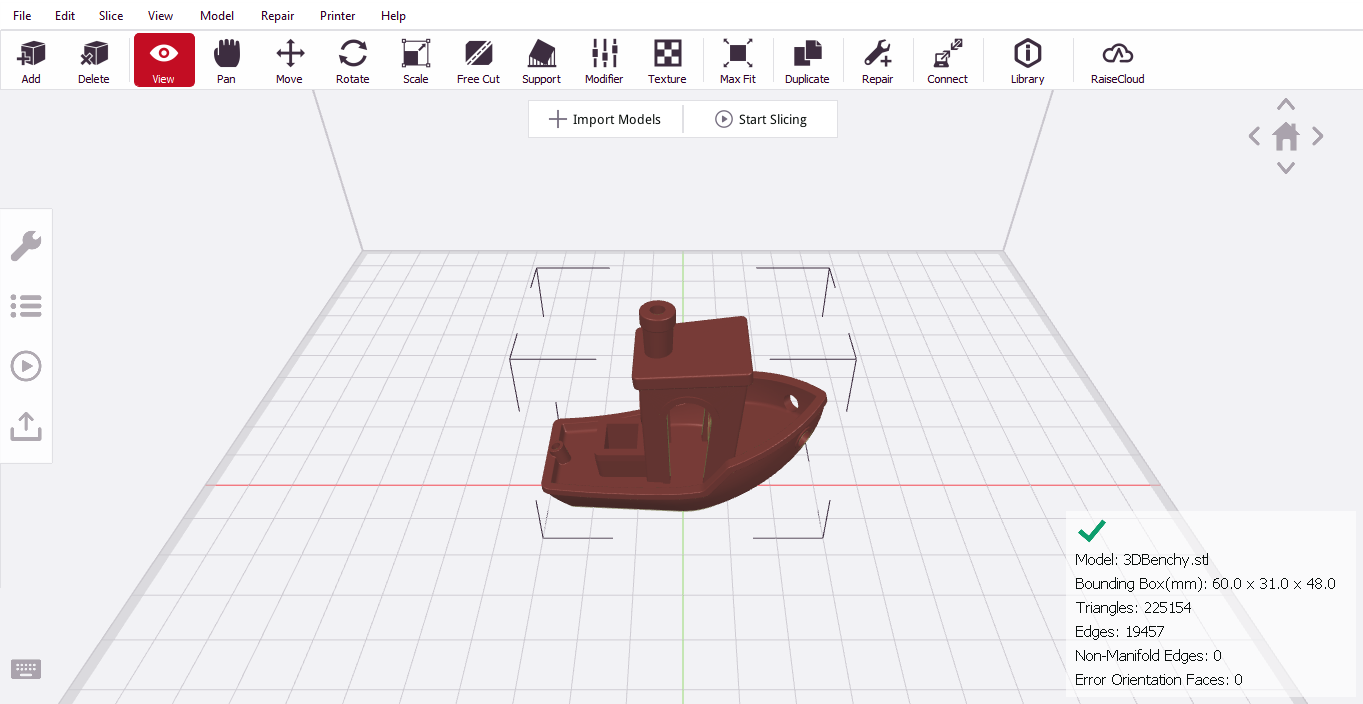 File Edit Slice View Model Repair Printer Help
Add Delete View Pan Move Rotate Scale Free Cut Support Modifier Texture Max Fit Duplicate Repair Connect Library RaiseCloud
Import Models Start Slicing
Model: 3DBenchy.stl
Bounding Box(mm): 60.0 x 31.0 x 48.0
Triangles: 225154
Edges: 19457
Non-Manifold Edges: 0
Error Orientation Faces: 0